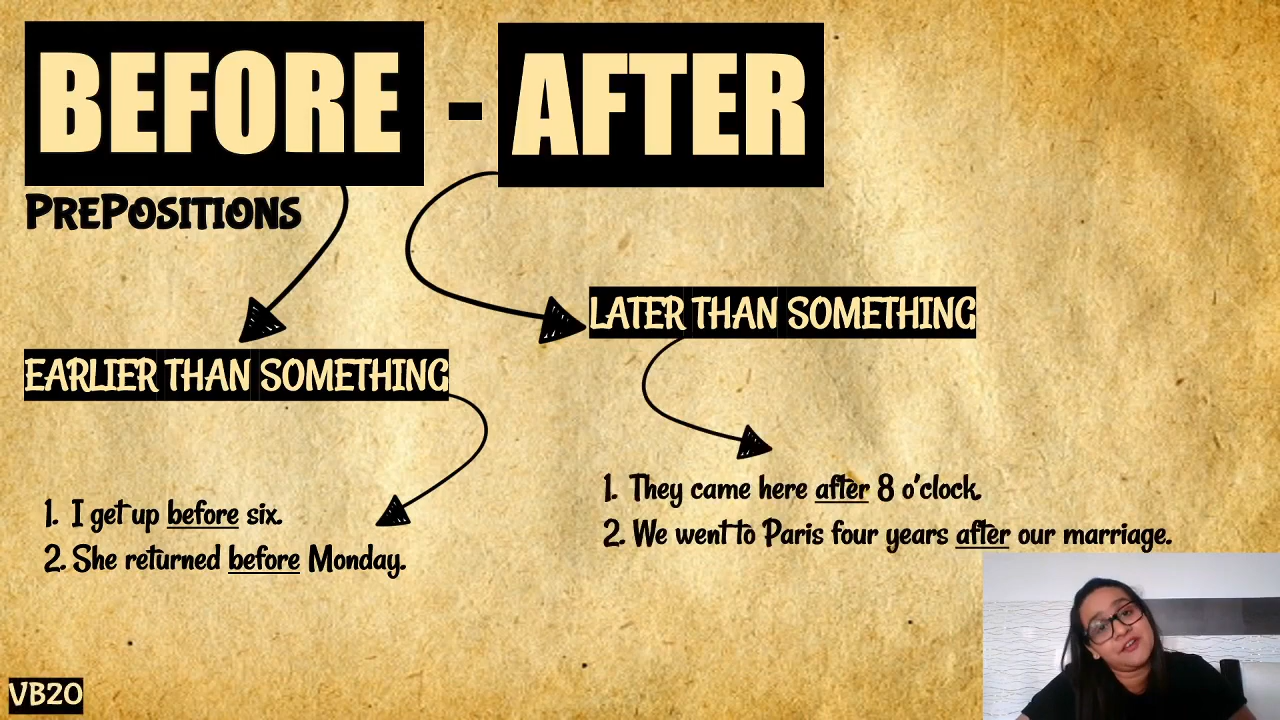 BEFORE - AFTER
PREPOSITIONS
LATER THAN SOMETHING
EARLIER THAN SOMETHING
1. They came here after 8 o'clock.
2. We went to Paris four years after our marriage.
1. I get up before six.
2. She returned before Monday.
VB20